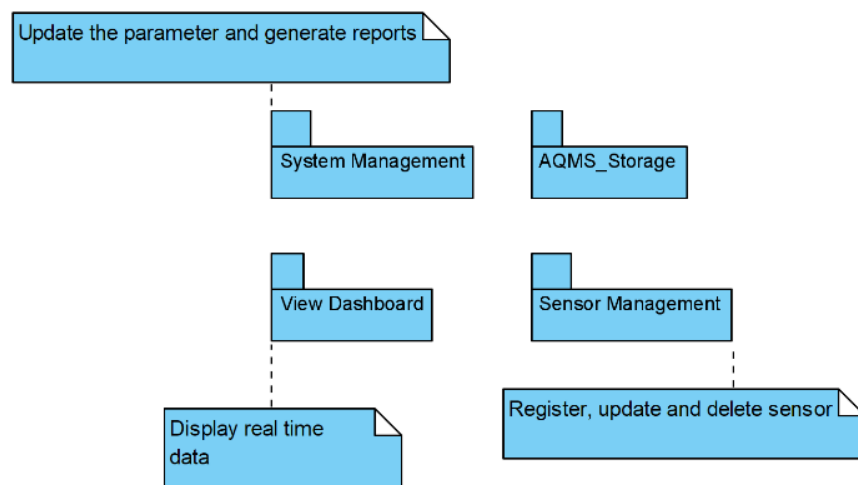 Update the parameter and generate reports
System Management
AQMS_Storage
View Dashboard
Sensor Management
Display real time
data
Register, update and delete sensor